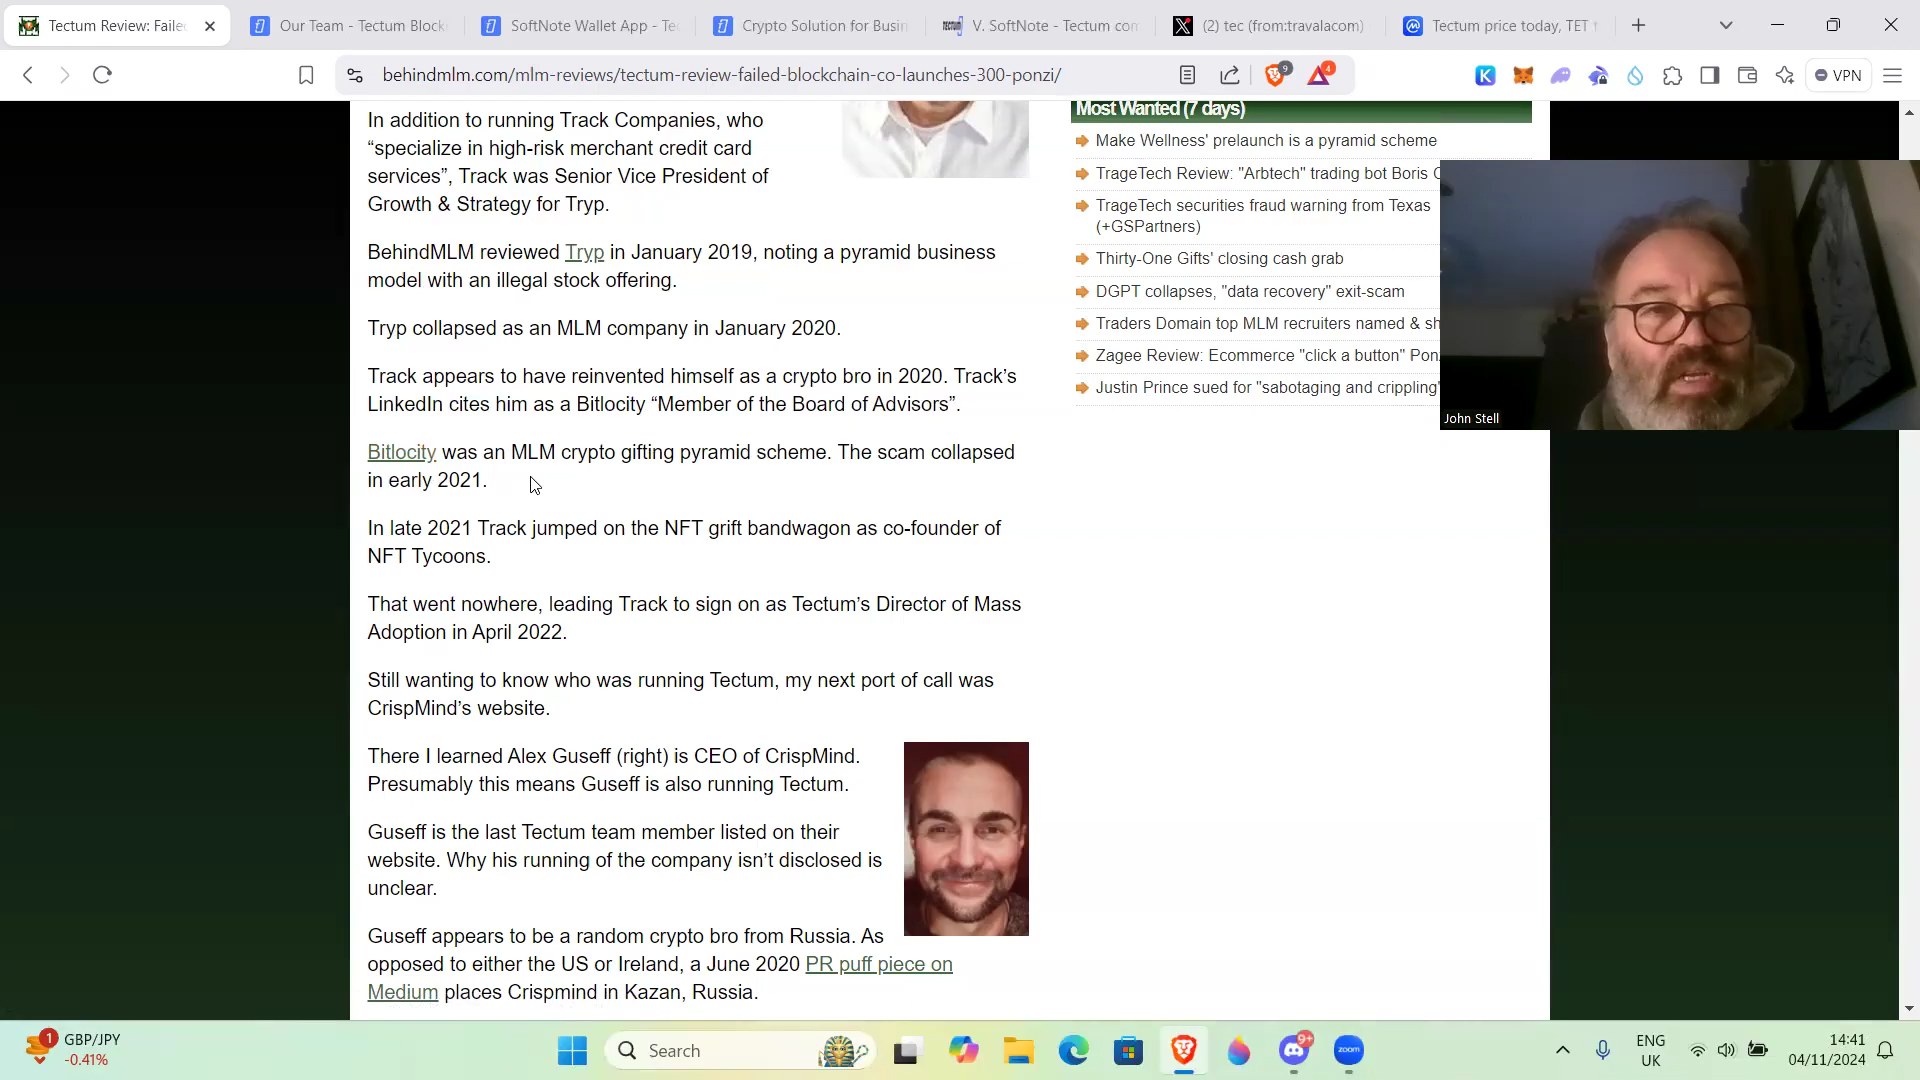 Tectum Review: Faile
Our Team - Tectum Block
SoftNote Wallet App - Tec
Crypto Solution for Busin
V. SoftNote - Tectum com
(2) tec (from:travalacom)
Tectum price today, TET t
behindmlm.com/mlm-reviews/tectum-review-failed-blockchain-co-launches-300-ponzi/
9
4
VPN
In addition to running Track Companies, who
“specialize in high-risk merchant credit card
services”, Track was Senior Vice President of
Growth & Strategy for Tryp.
BehindMLM reviewed Tryp in January 2019, noting a pyramid business
model with an illegal stock offering.
Tryp collapsed as an MLM company in January 2020.
Track appears to have reinvented himself as a crypto bro in 2020. Track’s
LinkedIn cites him as a Bitlocity “Member of the Board of Advisors”.
Bitlocity was an MLM crypto gifting pyramid scheme. The scam collapsed
in early 2021.
In late 2021 Track jumped on the NFT grift bandwagon as co-founder of
NFT Tycoons.
That went nowhere, leading Track to sign on as Tectum’s Director of Mass
Adoption in April 2022.
Still wanting to know who was running Tectum, my next port of call was
CrispMind’s website.
There I learned Alex Guseff (right) is CEO of CrispMind.
Presumably this means Guseff is also running Tectum.
Guseff is the last Tectum team member listed on their
website. Why his running of the company isn’t disclosed is
unclear.
Guseff appears to be a random crypto bro from Russia. As
opposed to either the US or Ireland, a June 2020 PR puff piece on
Medium places Crispmind in Kazan, Russia.
Most Wanted (7 days)
Make Wellness' prelaunch is a pyramid scheme
TrageTech Review: "Arbtech" trading bot Boris C
TrageTech securities fraud warning from Texas
(+GSPartners)
Thirty-One Gifts' closing cash grab
DGPT collapses, "data recovery" exit-scam
Traders Domain top MLM recruiters named & sh
Zagee Review: Ecommerce "click a button" Pon
Justin Prince sued for "sabotaging and crippling"
John Stell
1
GBP/JPY
-0.41%
Search
9+
zoom
ENG
UK
14:41
04/11/2024